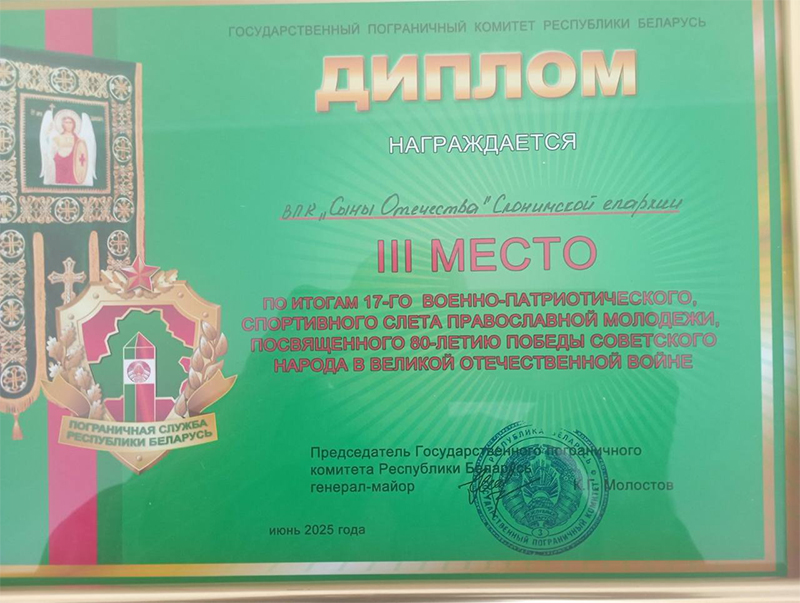 ГОСУДАРСТВЕННЫЙ ПОГРАНИЧНЫЙ КОМИТЕТ РЕСПУБЛИКИ БЕЛАРУСЬ
ДИПЛОМ
НАГРАЖДАЕТСЯ
ВПК „Сыны Отечества" Слонимской епархии
III МЕСТО
ПО ИТОГАМ 17-ГО ВОЕННО-ПАТРИОТИЧЕСКОГО,
СПОРТИВНОГО СЛЕТА ПРАВОСЛАВНОЙ МОЛОДЕЖИ,
ПОСВЯЩЕННОГО 80-ЛЕТИЮ ПОБЕДЫ СОВЕТСКОГО
НАРОДА В ВЕЛИКОЙ ОТЕЧЕСТВЕННОЙ ВОЙНЕ
ПОГРАНИЧНАЯ СЛУЖБА
РЕСПУБЛИКИ БЕЛАРУСЬ
Председатель Государственного пограничного
комитета Республики Беларусь
генерал-майор Молостов
июнь 2025 года